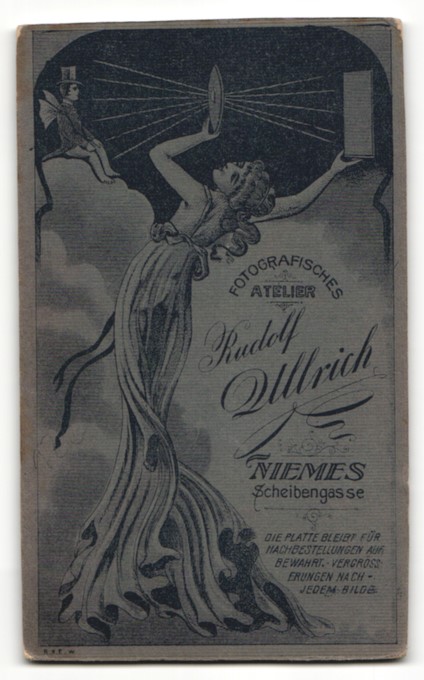 FOTOGRAFISCHES
ATELIER
Rudolf
Ullrich
NIEMES
Scheibengasse
DIE PLATTE BLEIBT FÜR
NACHBESTELLUNGEN AUF
BEWAHRT.- VERGRÖSS
ERUNGEN NACH -
JEDEM-BILDE